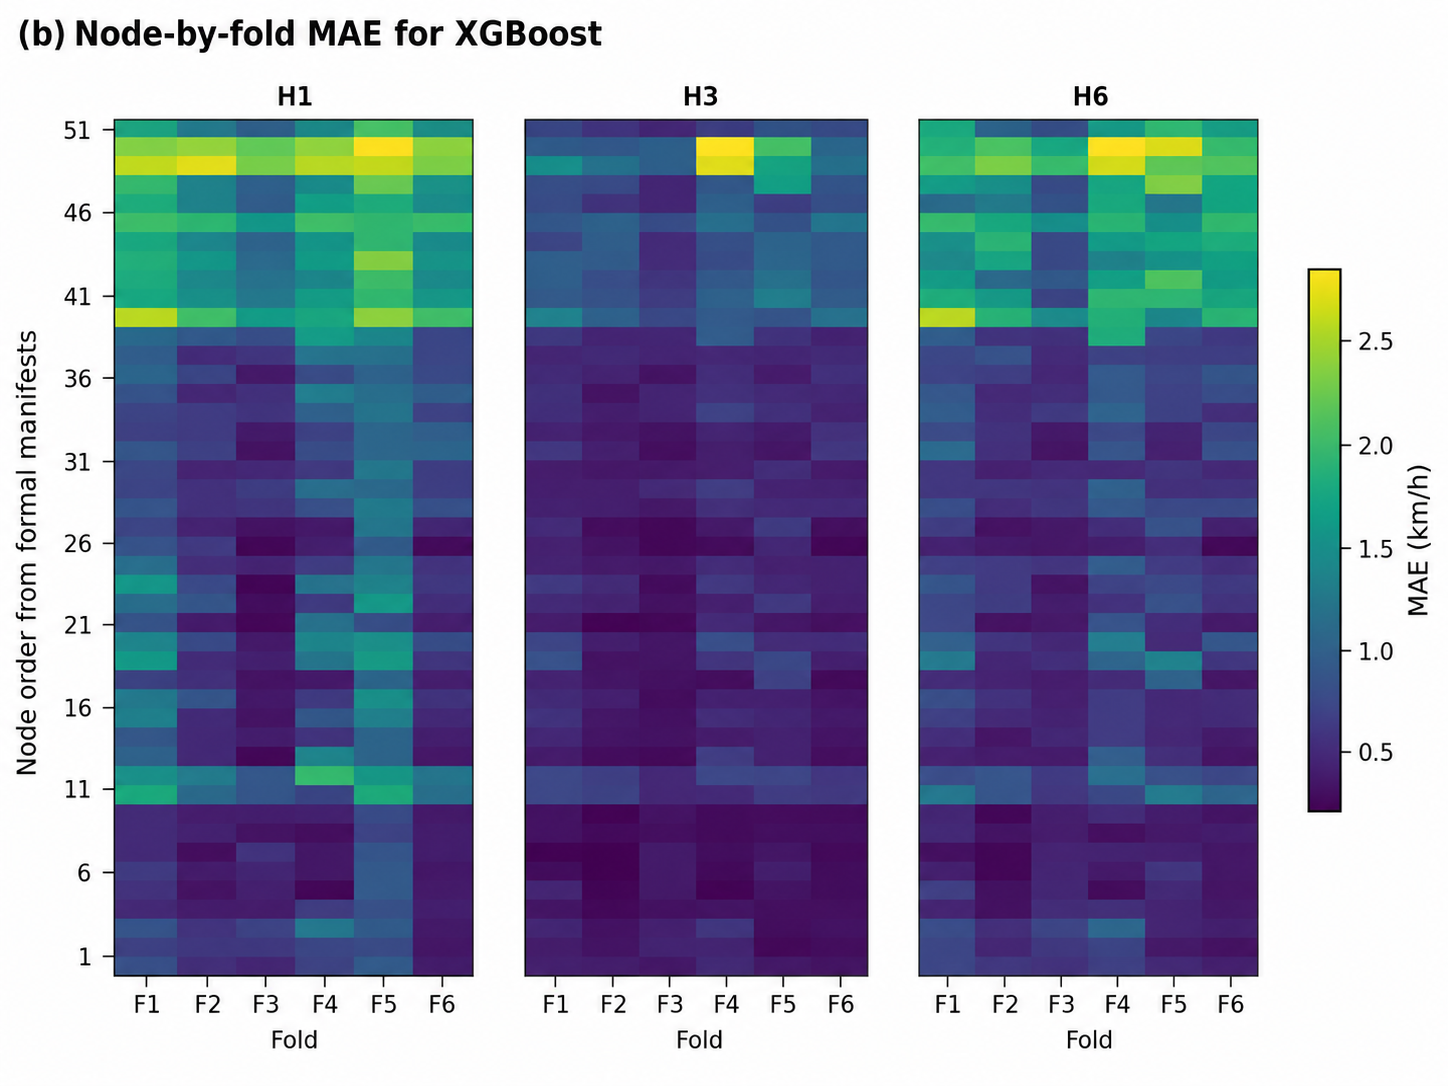 (b) Node-by-fold MAE for XGBoost
H1
H3
H6
Node order from formal manifests
51
46
41
36
31
26
21
16
11
6
1
F1 F2 F3 F4 F5 F6
F1 F2 F3 F4 F5 F6
F1 F2 F3 F4 F5 F6
Fold
Fold
Fold
2.5
2.0
1.5
1.0
0.5
MAE (km/h)